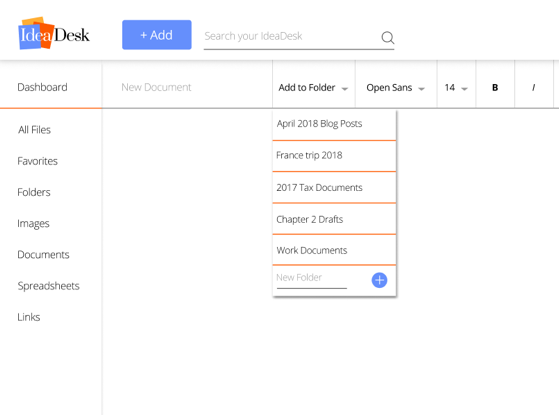 IdeaDesk
+ Add
Search your IdeaDesk
Dashboard
New Document
Add to Folder
Open Sans
14
B
I
All Files
Favorites
Folders
Images
Documents
Spreadsheets
Links
April 2018 Blog Posts
France trip 2018
2017 Tax Documents
Chapter 2 Drafts
Work Documents
New Folder